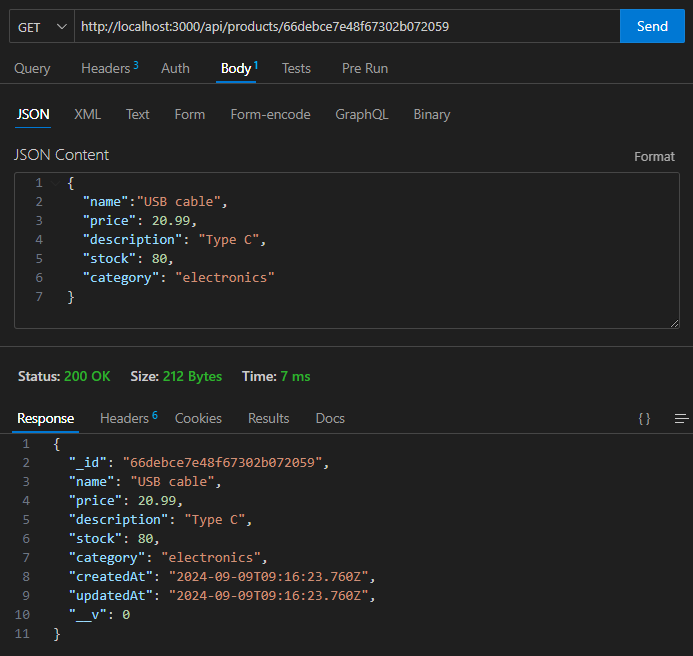 GET http://localhost:3000/api/products/66debce7e48f67302b072059 Send
Query Headers 3 Auth Body 1 Tests Pre Run
JSON XML Text Form Form-encode GraphQL Binary
JSON Content
Format
1 {
2 "name":"USB cable",
3 "price": 20.99,
4 "description": "Type C",
5 "stock": 80,
6 "category": "electronics"
7 }
Status: 200 OK Size: 212 Bytes Time: 7 ms
Response Headers 6 Cookies Results Docs {}
1 {
2 "_id": "66debce7e48f67302b072059",
3 "name": "USB cable",
4 "price": 20.99,
5 "description": "Type C",
6 "stock": 80,
7 "category": "electronics",
8 "createdAt": "2024-09-09T09:16:23.760Z",
9 "updatedAt": "2024-09-09T09:16:23.760Z",
10 "__v": 0
11 }